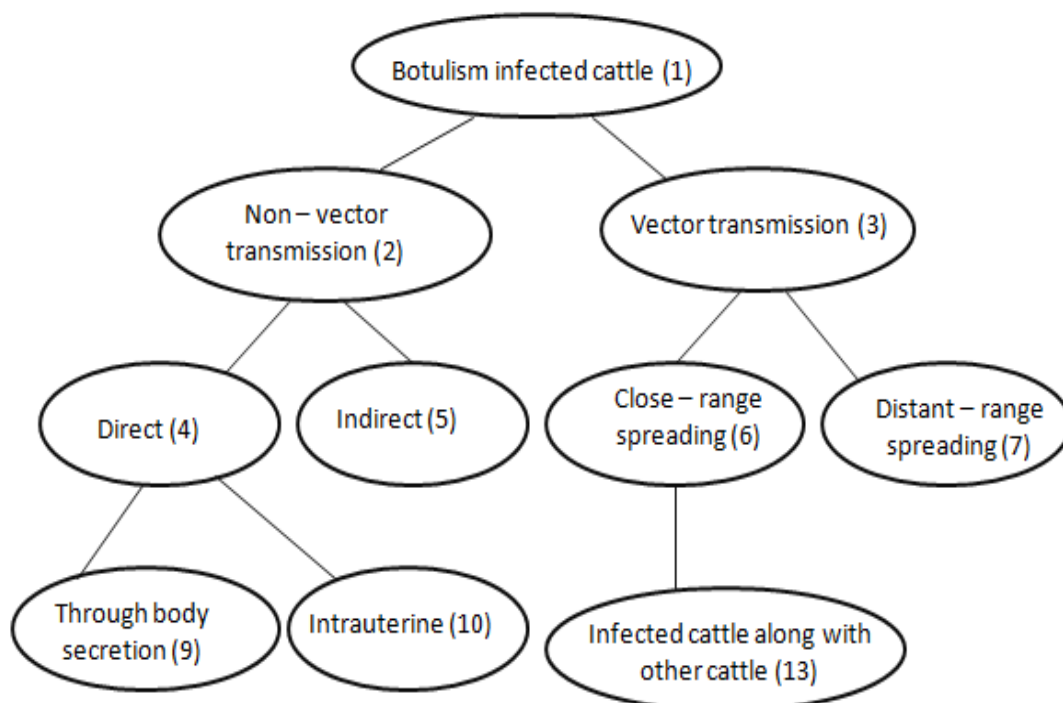 Botulism infected cattle (1)
Non – vector
transmission (2)
Vector transmission (3)
Direct (4)
Indirect (5)
Close – range
spreading (6)
Distant – range
spreading (7)
Through body
secretion (9)
Intrauterine (10)
Infected cattle along with
other cattle (13)